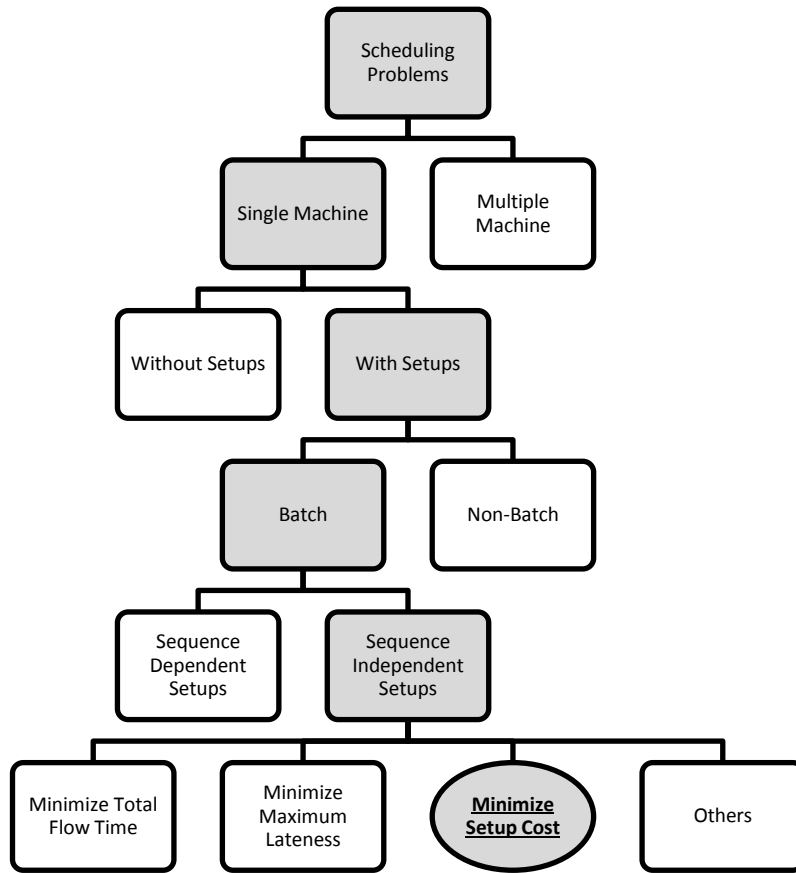 Scheduling
Problems
Single Machine
Multiple
Machine
Without Setups
With Setups
Batch
Non-Batch
Sequence
Dependent
Setups
Sequence
Independent
Setups
Minimize Total
Flow Time
Minimize
Maximum
Lateness
Minimize
Setup Cost
Others